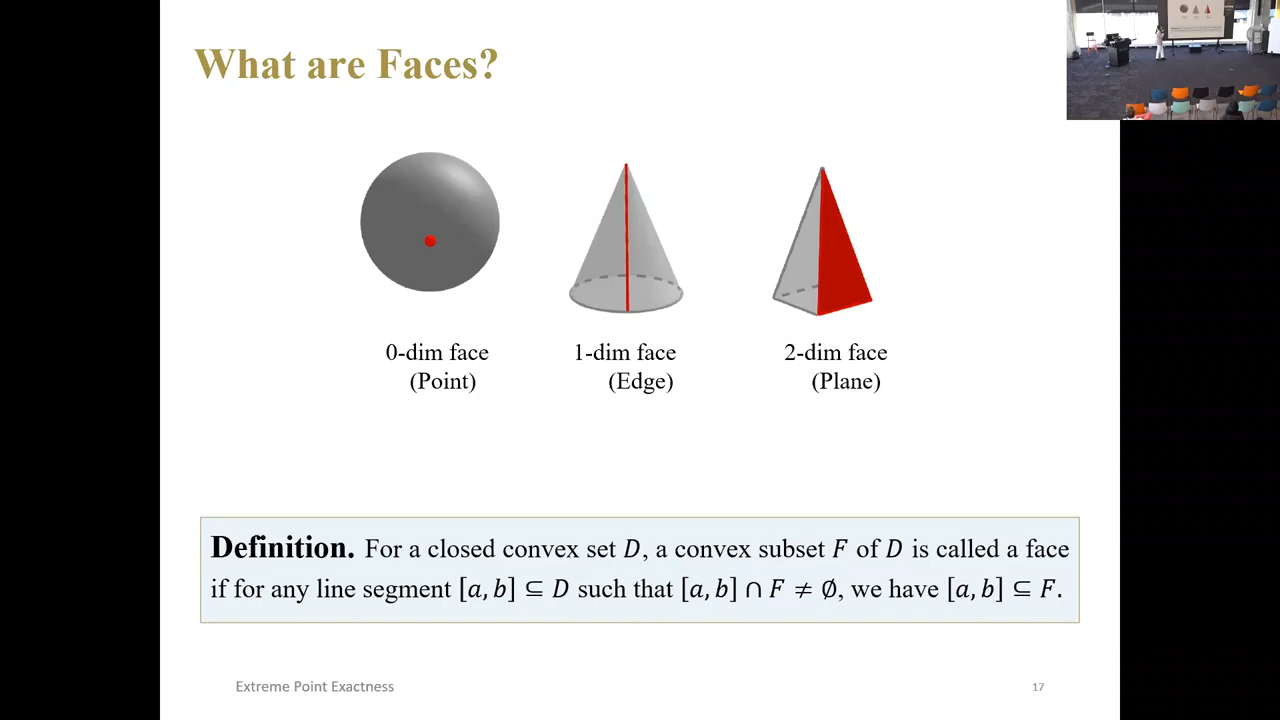 What are Faces?
0-dim face
(Point)
1-dim face
(Edge)
2-dim face
(Plane)
Definition. For a closed convex set D, a convex subset F of D is called a face
if for any line segment [a, b] ⊆ D such that [a, b] ∩ F ≠ ∅, we have [a, b] ⊆ F.
Extreme Point Exactness
17